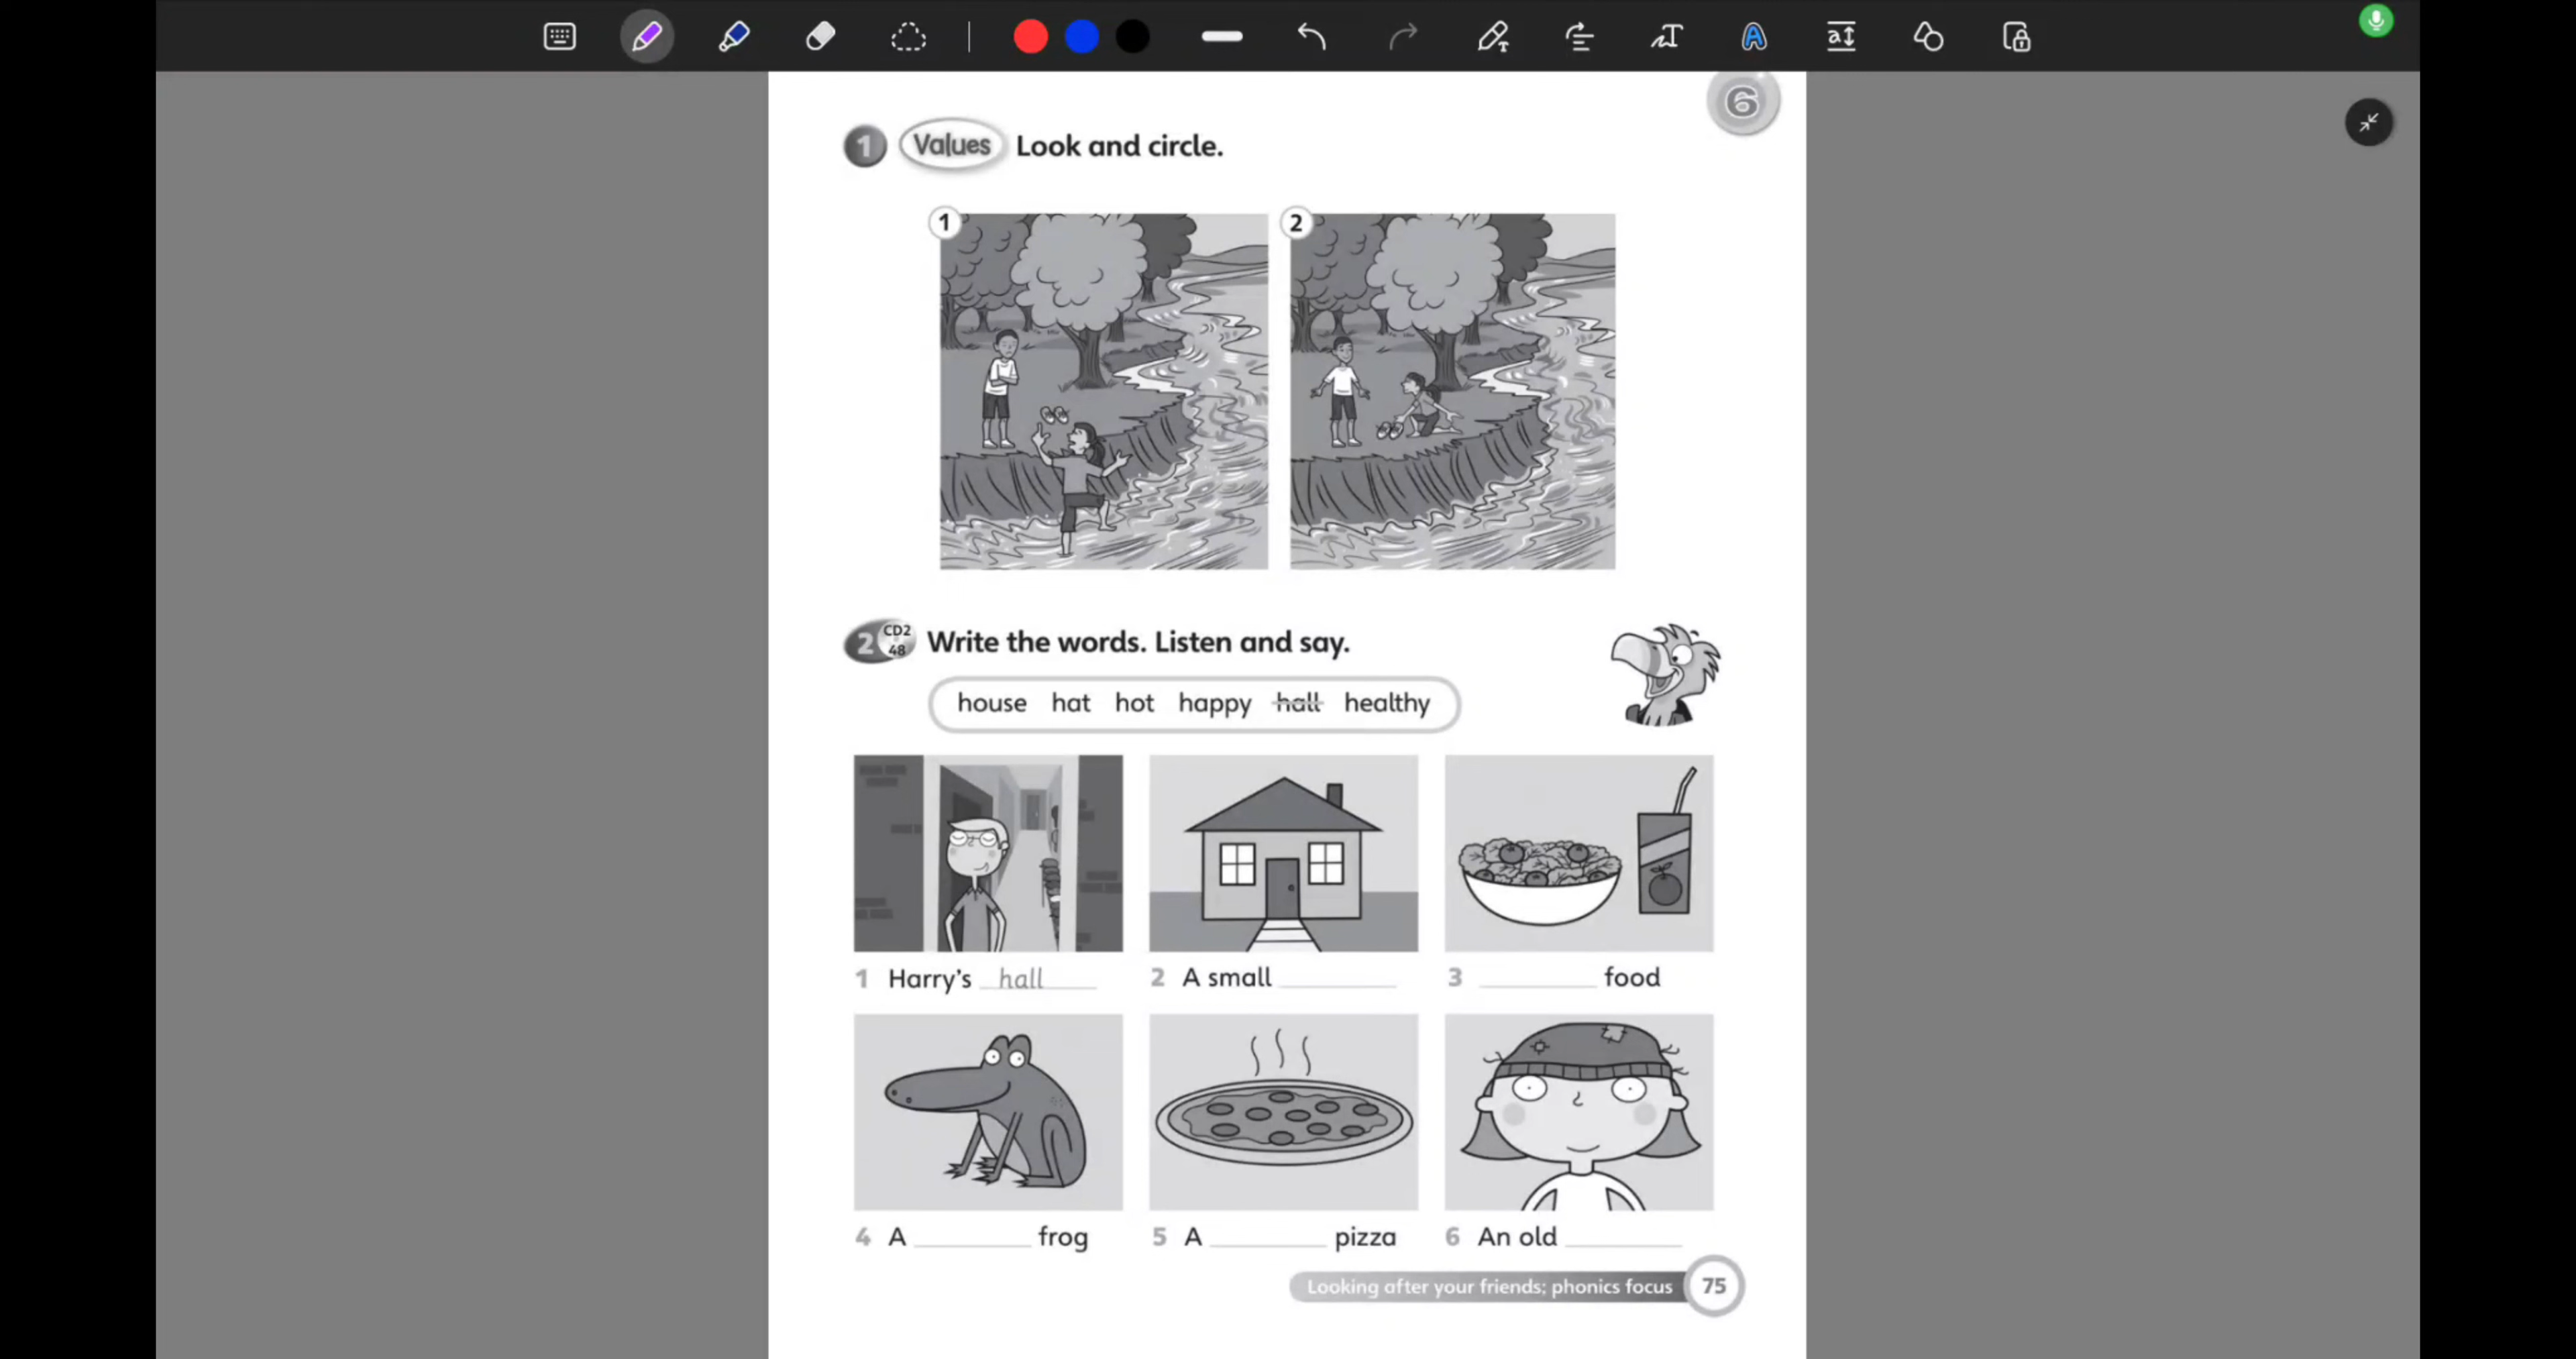 6
1 Values Look and circle.
1
2
2 CD2 48 Write the words. Listen and say.
house hat hot happy hall healthy
1 Harry's hall
2 A small
3 food
4 A frog
5 A pizza
6 An old
Looking after your friends; phonics focus 75